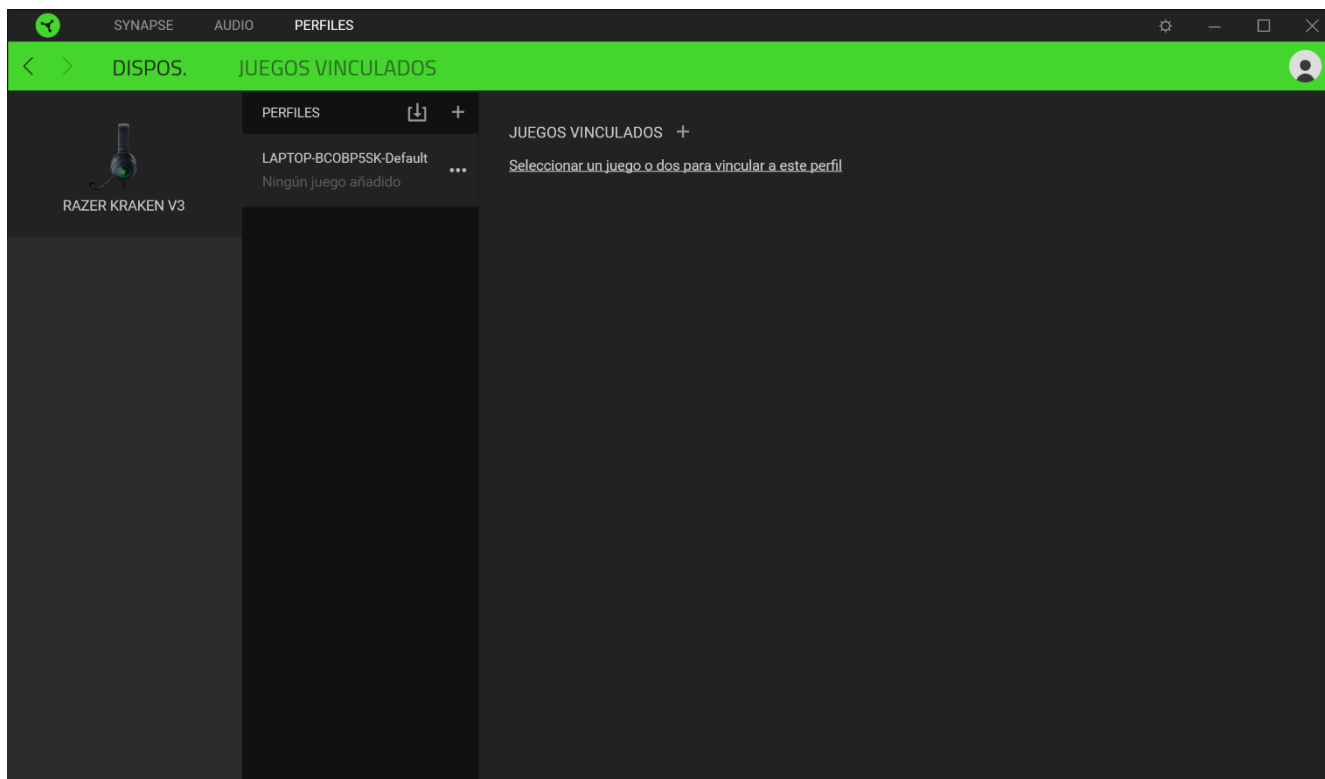 SYNAPSE AUDIO PERFILES
DISPOS. JUEGOS VINCULADOS
RAZER KRAKEN V3
PERFILES
LAPTOP-BCOBP5SK-Default
Ningún juego añadido
JUEGOS VINCULADOS
Seleccionar un juego o dos para vincular a este perfil